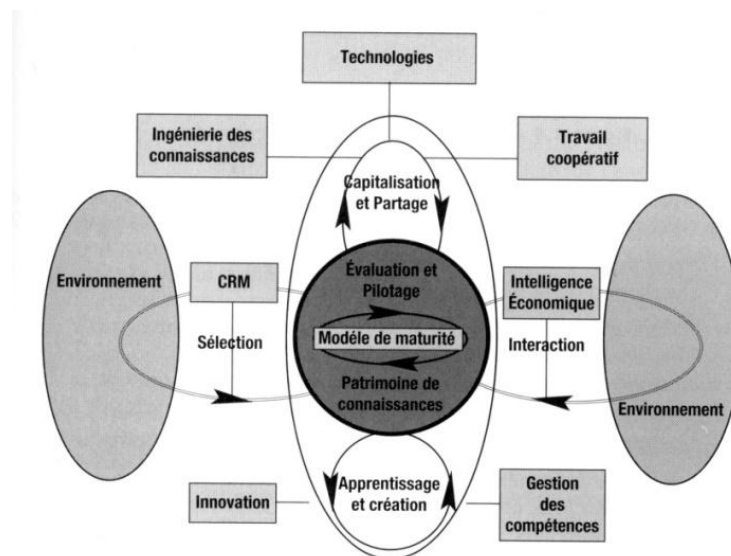 Technologies
Ingénierie des
connaissances
Travail
coopératif
Capitalisation
et Partage
Environnement
CRM
Évaluation et
Pilotage
Intelligence
Économique
Sélection
Modéle de maturité
Interaction
Patrimoine de
connaissances
Environnement
Innovation
Apprentissage
et création
Gestion
des
compétences